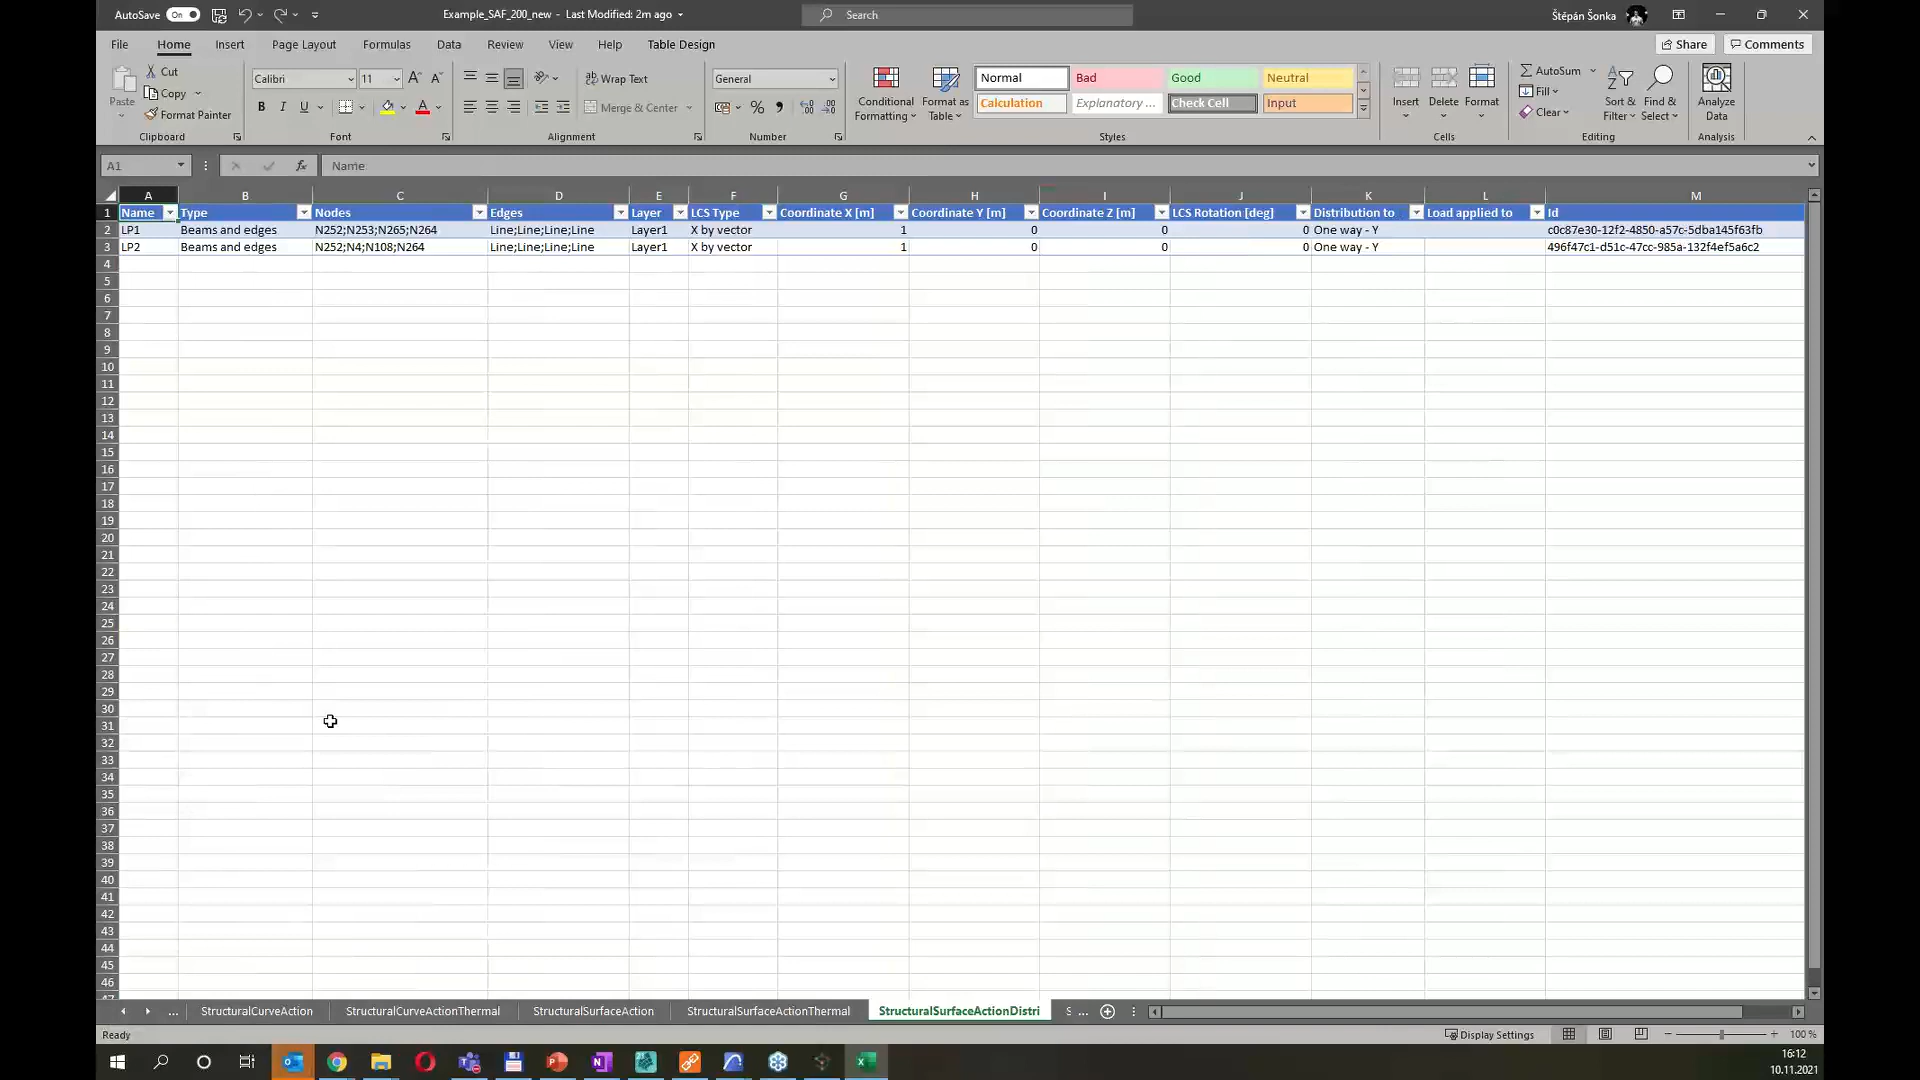 AutoSave On Example_SAF_200_new - Last Modified: 2m ago Search Štěpán Šonka
File Home Insert Page Layout Formulas Data Review View Help Table Design Share Comments
Paste
Cut
Copy
Format Painter
Clipboard
Calibri 11
B I U
Font
Wrap Text
Merge & Center
Alignment
General
Number
Conditional Formatting
Format as Table
Normal Bad Good Neutral
Calculation Explanatory ... Check Cell Input
Styles
Insert Delete Format
Cells
AutoSum
Fill
Clear
Sort & Filter
Find & Select
Editing
Analyze Data
Analysis
A1 fx Name
A B C D E F G H I J K L M
1 Name Type Nodes Edges Layer LCS Type Coordinate X [m] Coordinate Y [m] Coordinate Z [m] LCS Rotation [deg] Distribution to Load applied to Id
2 LP1 Beams and edges N252;N253;N265;N264 Line;Line;Line;Line Layer1 X by vector 1 0 0 0 One way - Y c0c87e30-12f2-4850-a57c-5dba145f63fb
3 LP2 Beams and edges N252;N4;N108;N264 Line;Line;Line;Line Layer1 X by vector 1 0 0 0 One way - Y 496f47c1-d51c-47cc-985a-132f4ef5a6c2
4
5
6
7
8
9
10
11
12
13
14
15
16
17
18
19
20
21
22
23
24
25
26
27
28
29
30
31
32
33
34
35
36
37
38
39
40
41
42
43
44
45
46
47
... StructuralCurveAction StructuralCurveActionThermal StructuralSurfaceAction StructuralSurfaceActionThermal StructuralSurfaceActionDistri S ...
Ready Display Settings 100 %
16:12
10.11.2021